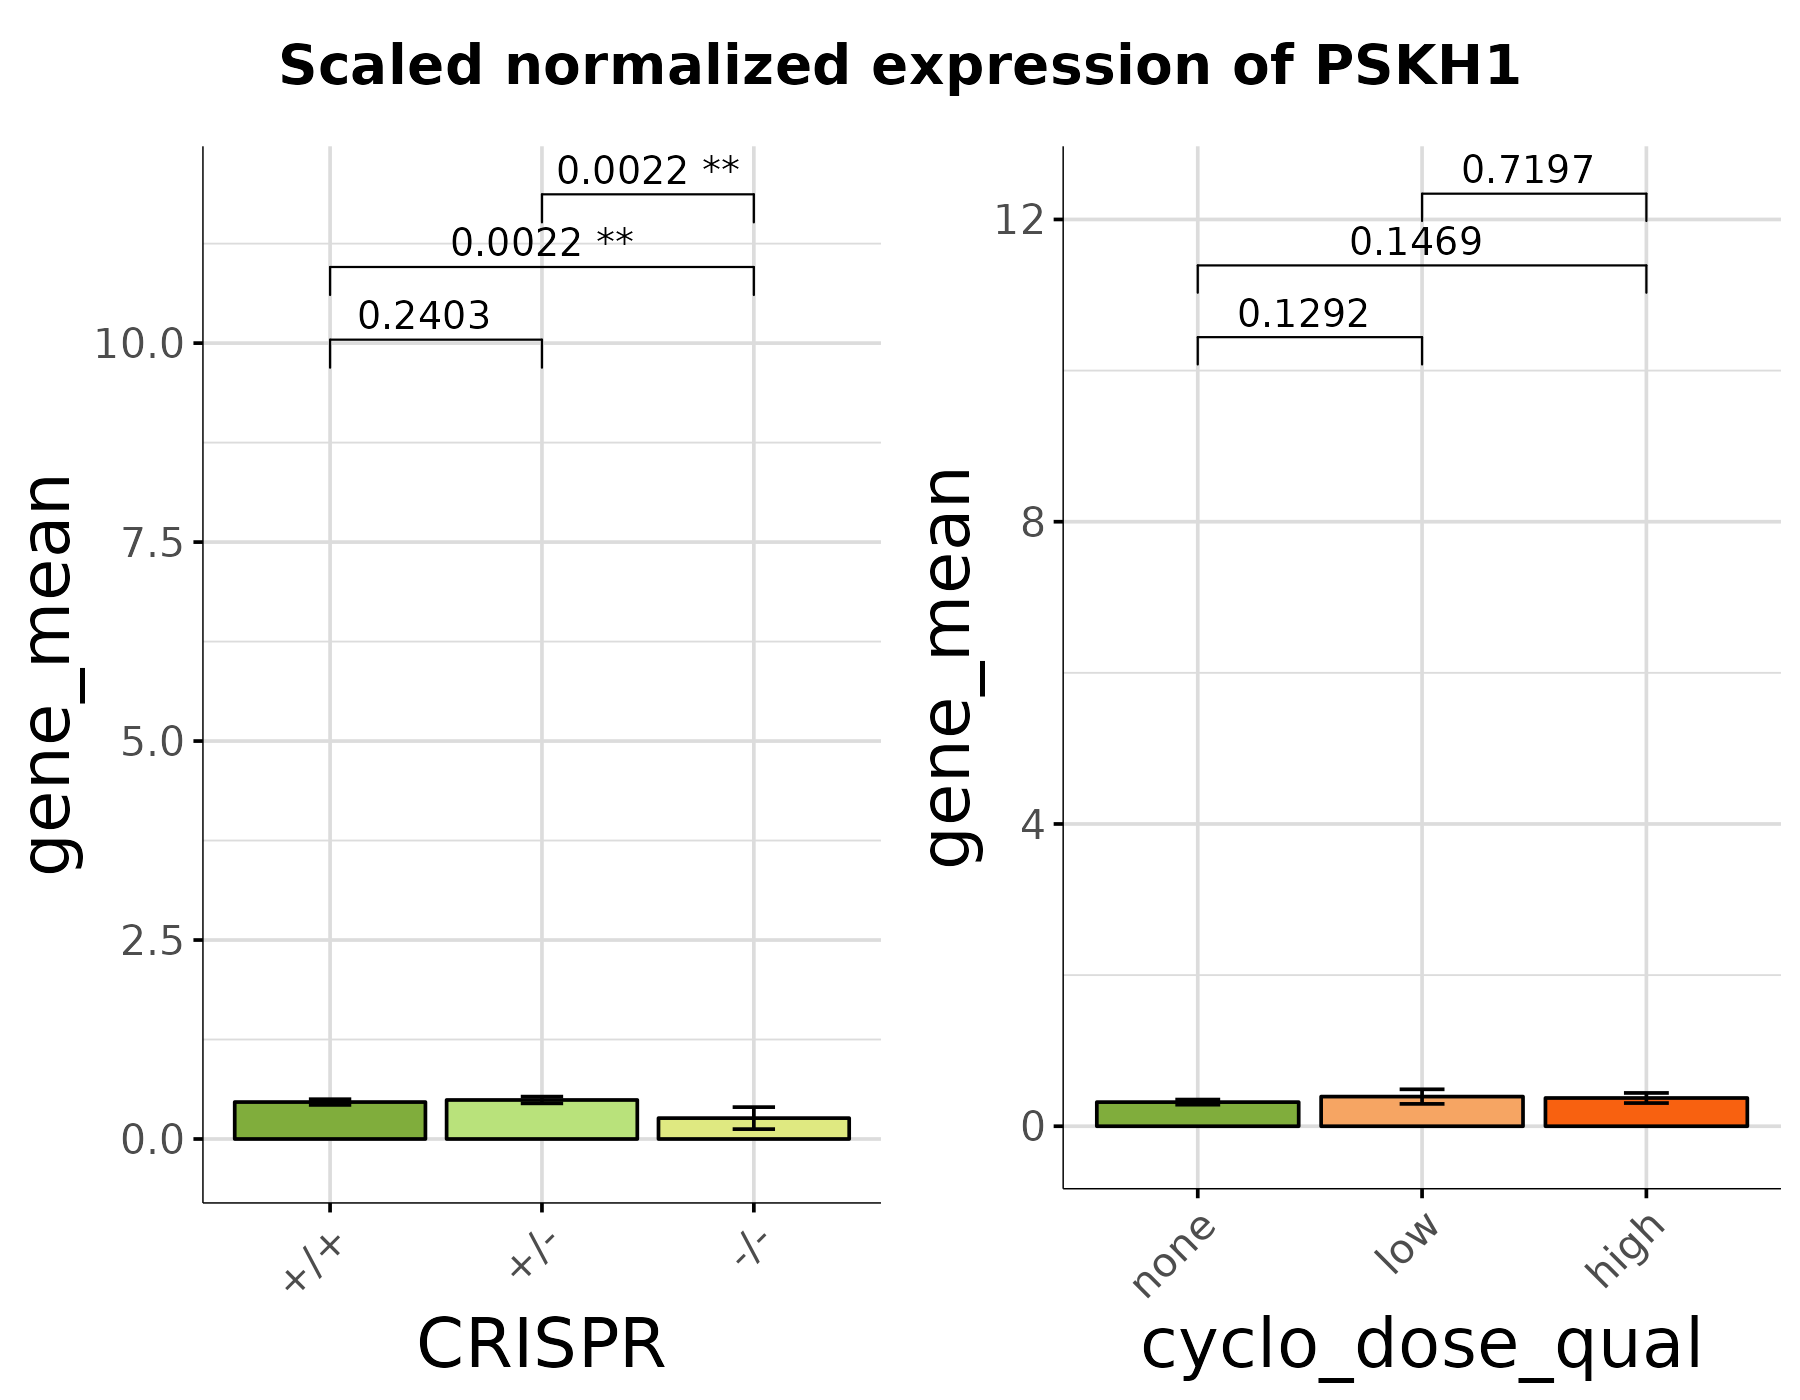 Scaled normalized expression of PSKH1
gene_mean
0.0022 **
0.0022 **
0.2403
10.0
7.5
5.0
2.5
0.0
+/+
+/-
-/-
CRISPR
gene_mean
0.7197
0.1469
0.1292
12
8
4
0
none
low
high
cyclo_dose_qual